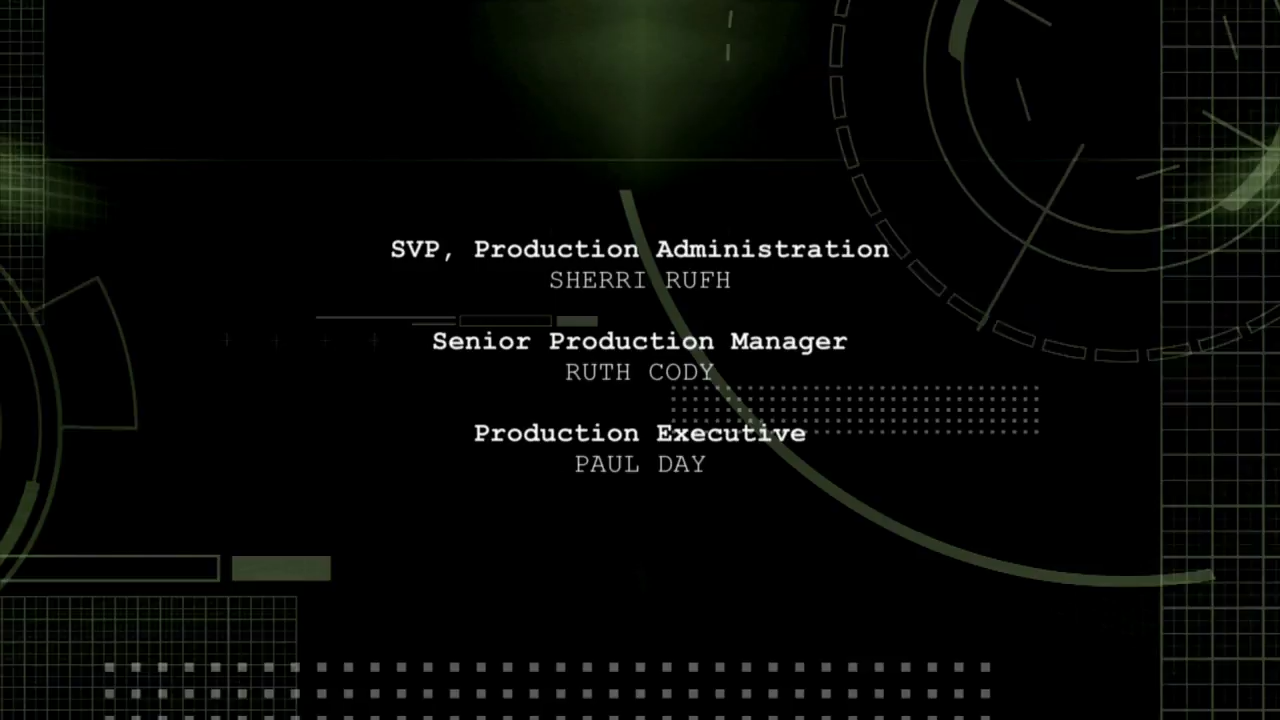 SVP, Production Administration
SHERRI RUFH
Senior Production Manager
RUTH CODY
Production Executive
PAUL DAY